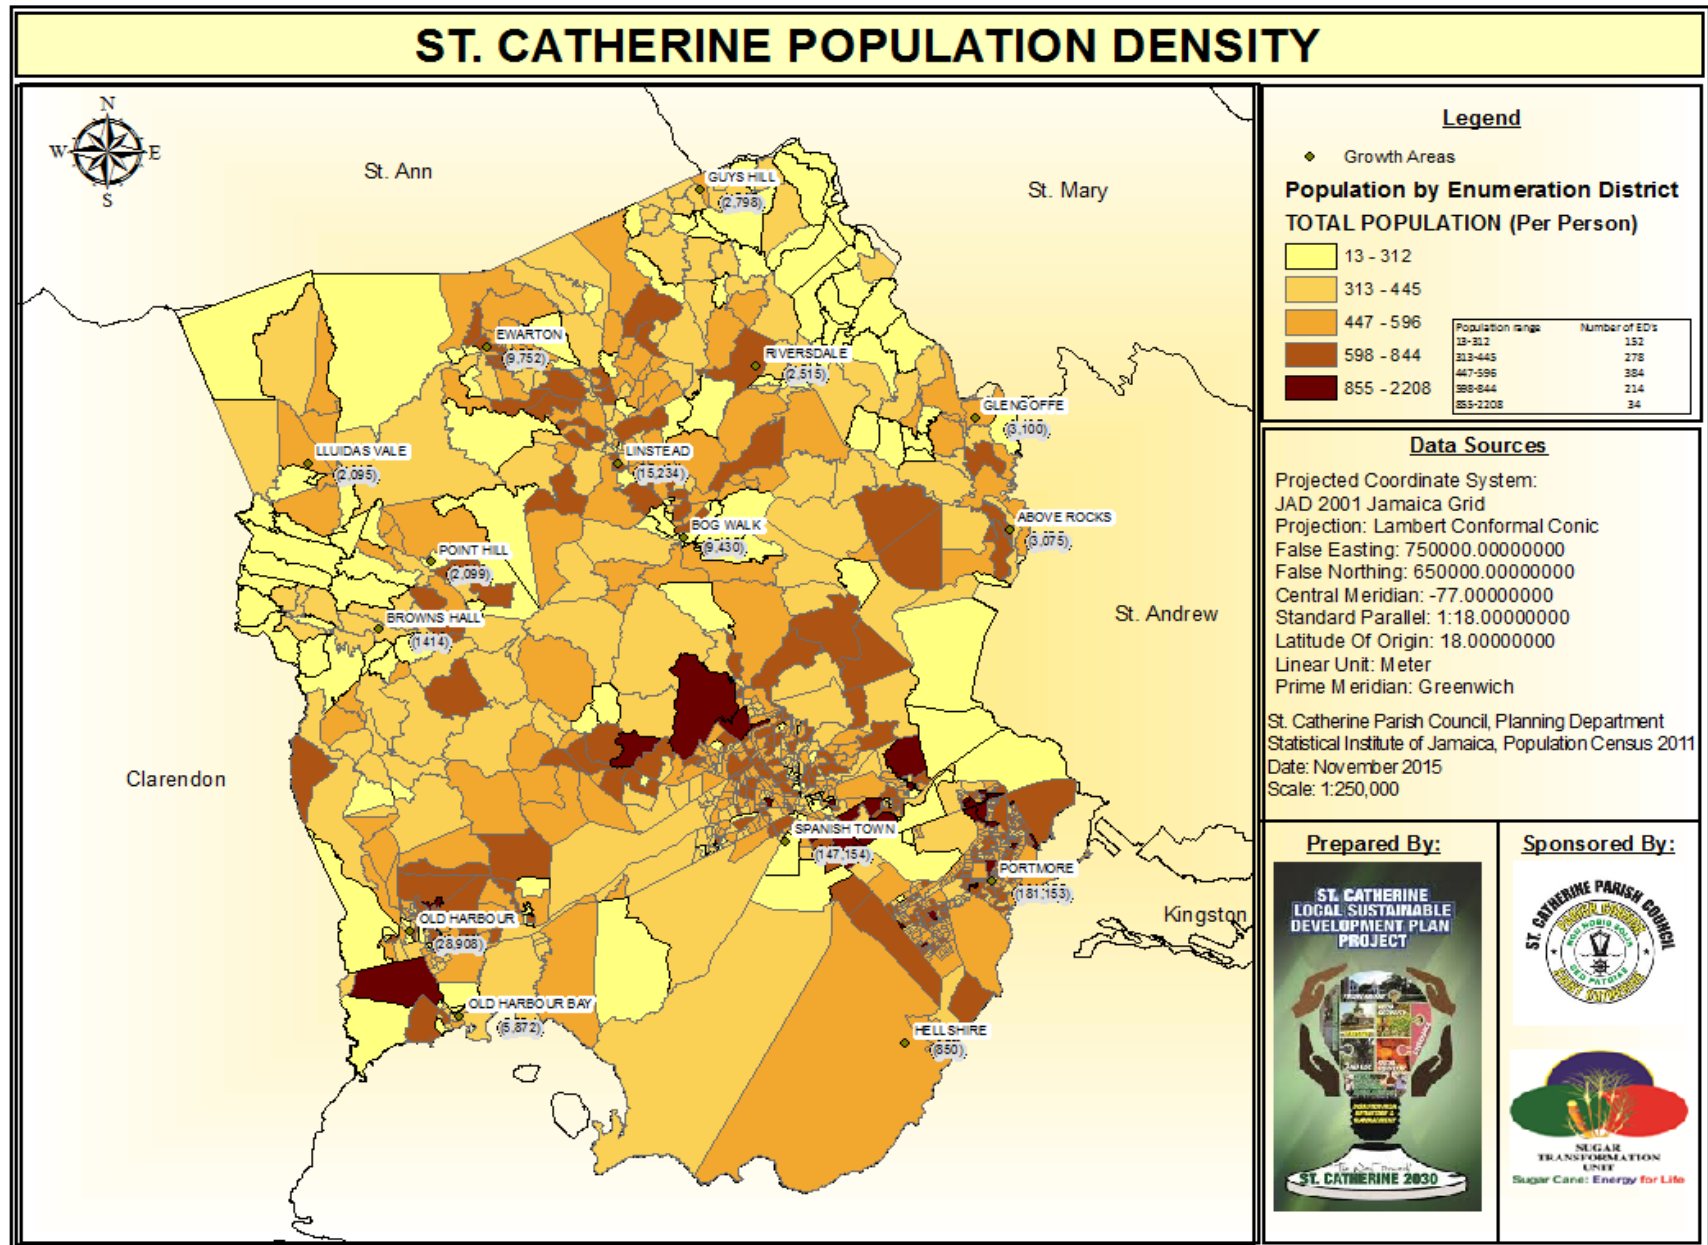 ST. CATHERINE POPULATION DENSITY
N
W
E
S
St. Ann
St. Mary
GUYS HILL
(2,798)
EWARTON
(9,752)
RIVERSDALE
(2,515)
GLENGOFFE
(3,100)
LLUIDAS VALE
(2,095)
LINSTEAD
(15,234)
BOG WALK
(9,430)
ABOVE ROCKS
(3,075)
POINT HILL
(2,099)
BROWNS HALL
(1414)
St. Andrew
Clarendon
SPANISH TOWN
(147,154)
PORTMORE
(181,153)
Kingston
OLD HARBOUR
(28,908)
OLD HARBOUR BAY
(5,872)
HELLSHIRE
(850)
Legend
Growth Areas
Population by Enumeration District
TOTAL POPULATION (Per Person)
13 - 312
313 - 445
447 - 596
598 - 844
855 - 2208
Population range Number of ED's
13-312 152
313-445 278
447-596 384
598-844 214
855-2208 34
Data Sources
Projected Coordinate System:
JAD 2001 Jamaica Grid
Projection: Lambert Conformal Conic
False Easting: 750000.00000000
False Northing: 650000.00000000
Central Meridian: -77.00000000
Standard Parallel: 1:18.00000000
Latitude Of Origin: 18.00000000
Linear Unit: Meter
Prime Meridian: Greenwich
St. Catherine Parish Council, Planning Department
Statistical Institute of Jamaica, Population Census 2011
Date: November 2015
Scale: 1:250,000
Prepared By:
ST. CATHERINE
LOCAL SUSTAINABLE
DEVELOPMENT PLAN
PROJECT
ST. CATHERINE 2030
Sponsored By:
ST. CATHERINE PARISH COUNCIL
NON NOBIS SOLUM
SED PATRIAE
SUGAR
TRANSFORMATION
UNIT
Sugar Cane: Energy for Life